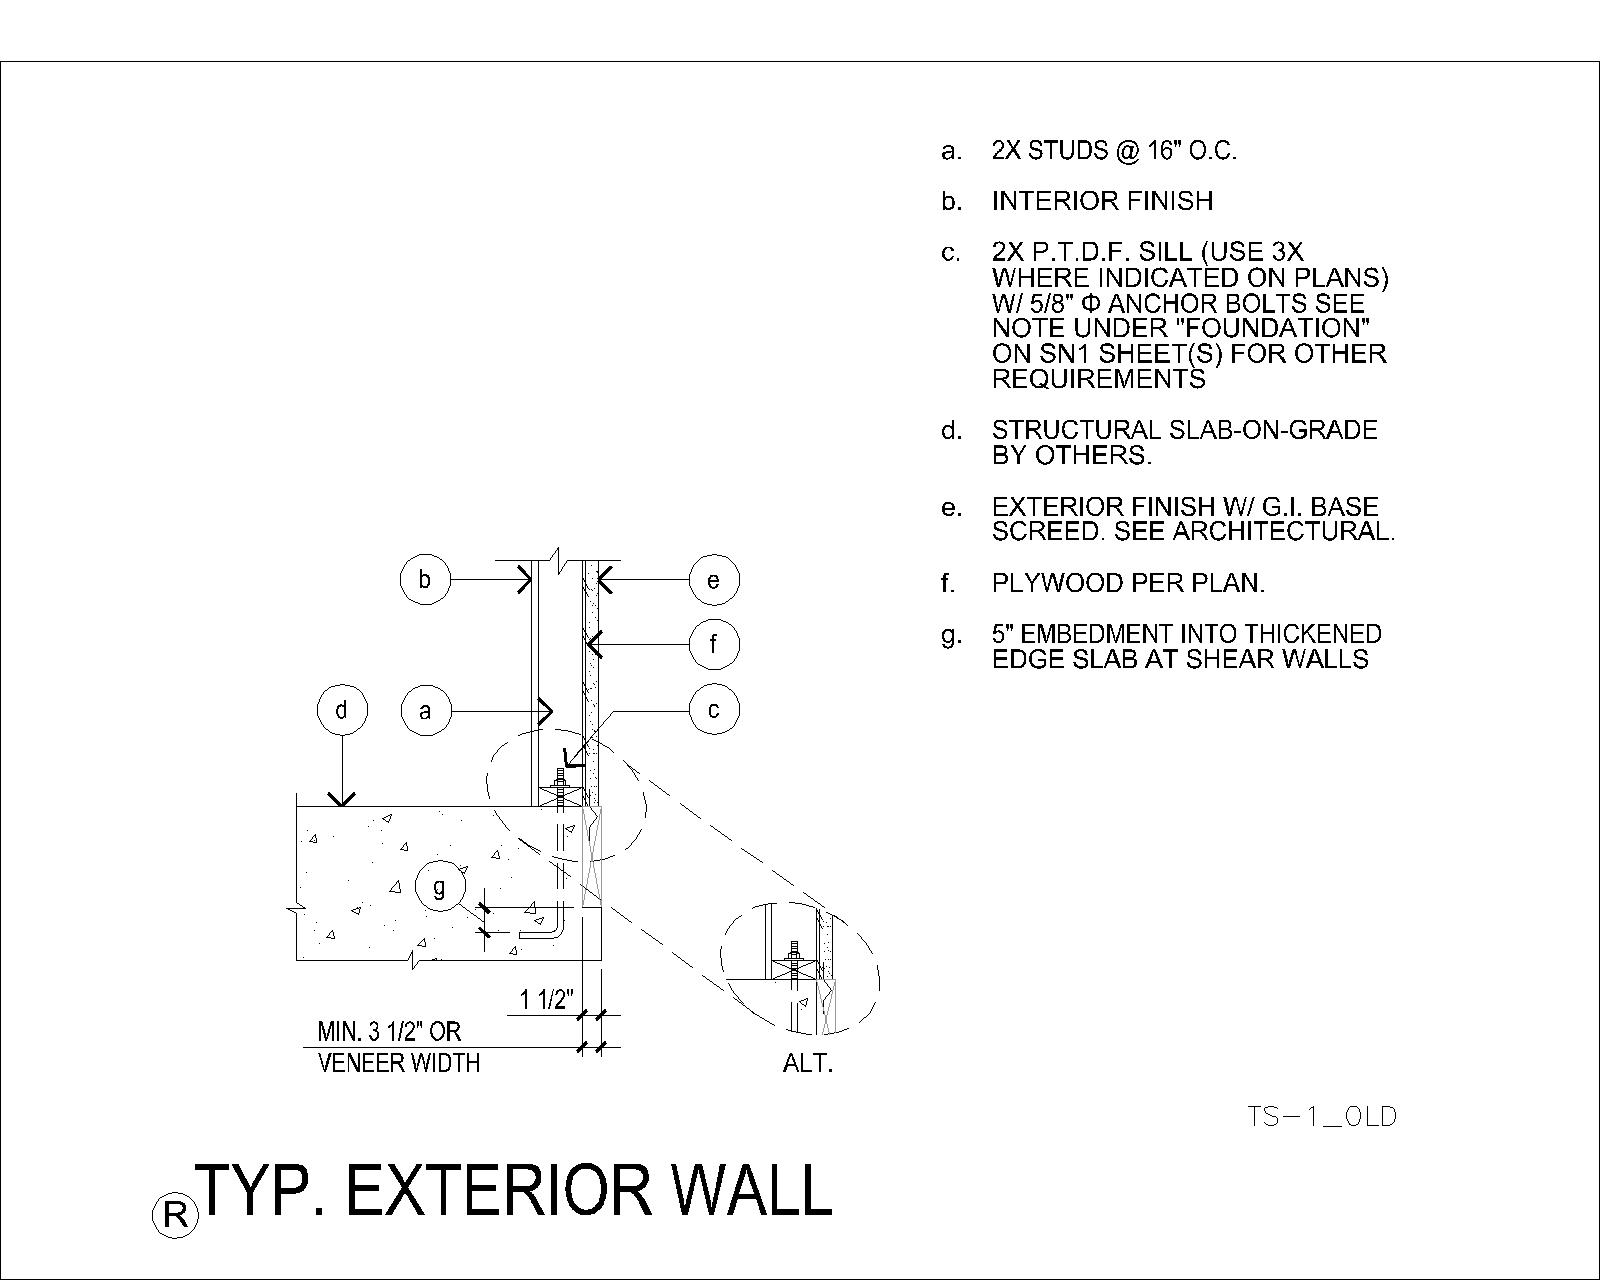 a. 2X STUDS @ 16" O.C.
b. INTERIOR FINISH
c. 2X P.T.D.F. SILL (USE 3X
WHERE INDICATED ON PLANS)
W/ 5/8" Φ ANCHOR BOLTS SEE
NOTE UNDER "FOUNDATION"
ON SN1 SHEET(S) FOR OTHER
REQUIREMENTS
d. STRUCTURAL SLAB-ON-GRADE
BY OTHERS.
e. EXTERIOR FINISH W/ G.I. BASE
SCREED. SEE ARCHITECTURAL.
f. PLYWOOD PER PLAN.
g. 5" EMBEDMENT INTO THICKENED
EDGE SLAB AT SHEAR WALLS
b
e
f
d
a
c
g
1 1/2"
MIN. 3 1/2" OR
VENEER WIDTH
ALT.
TS-1_OLD
R TYP. EXTERIOR WALL